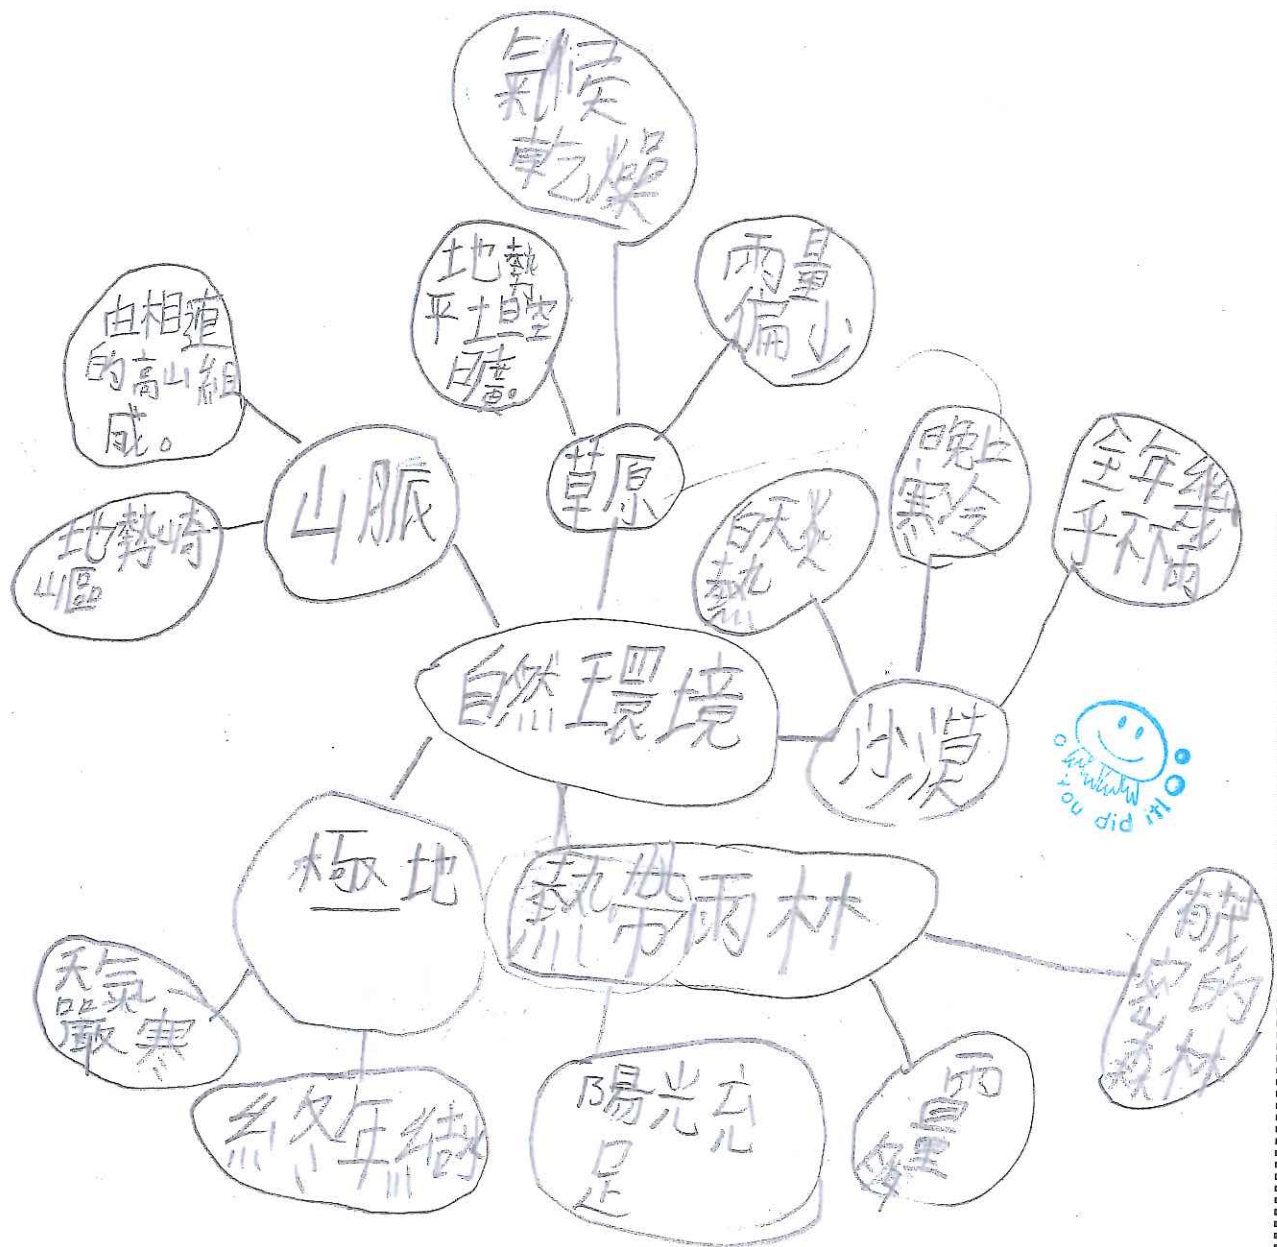 氣候
乾燥
地勢
平坦空
曠。
雨量
偏少
由相連
的高山組
成。
山脈
草原
晚上
寒冷
全年幾
乎不雨
地勢崎
嶇
白天炎
熱
自然環境
沙漠
You did it!
極地
熱帶雨林
有茂
密的
森林
天氣
嚴寒
終年結冰
陽光充
足
雨
量